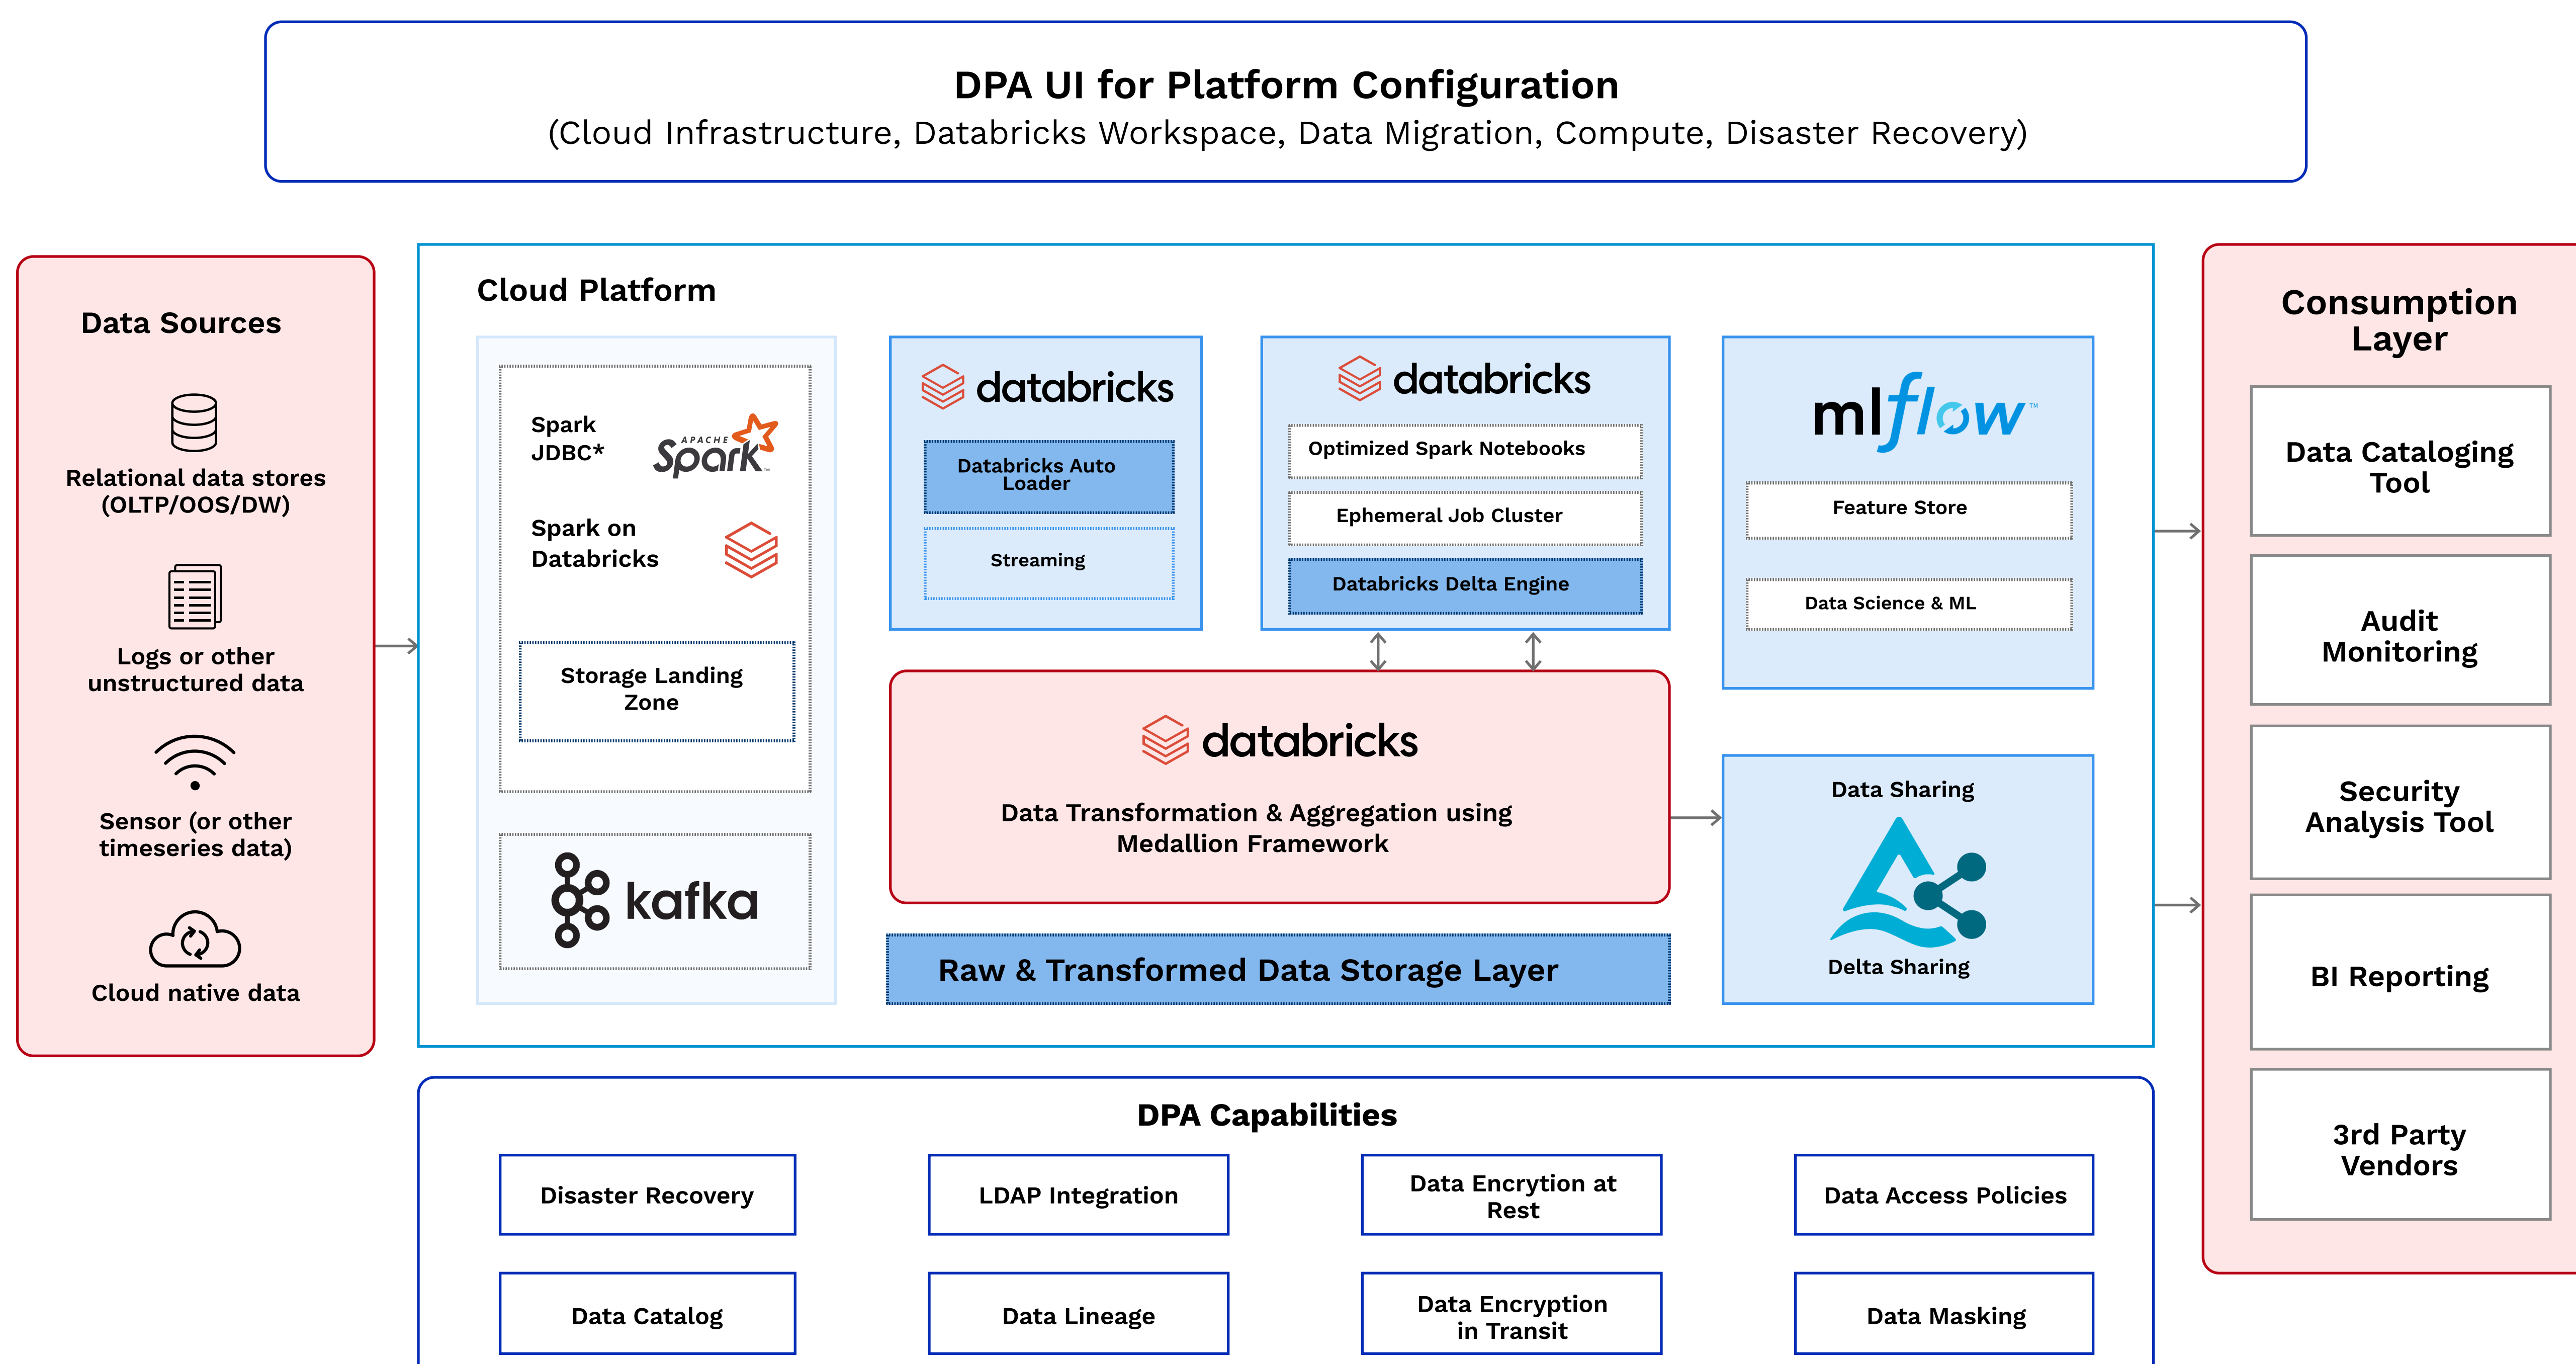 DPA UI for Platform Configuration
(Cloud Infrastructure, Databricks Workspace, Data Migration, Compute, Disaster Recovery)
Data Sources
Relational data stores
(OLTP/OOS/DW)
Logs or other
unstructured data
Sensor (or other
timeseries data)
Cloud native data
Cloud Platform
Spark
JDBC*
APACHE
Spark™
Spark on
Databricks
Storage Landing
Zone
kafka
databricks
Databricks Auto
Loader
Streaming
databricks
Optimized Spark Notebooks
Ephemeral Job Cluster
Databricks Delta Engine
databricks
Data Transformation & Aggregation using
Medallion Framework
Raw & Transformed Data Storage Layer
mlflow™
Feature Store
Data Science & ML
Data Sharing
Delta Sharing
Consumption
Layer
Data Cataloging
Tool
Audit
Monitoring
Security
Analysis Tool
BI Reporting
3rd Party
Vendors
DPA Capabilities
Disaster Recovery
LDAP Integration
Data Encrytion at
Rest
Data Access Policies
Data Catalog
Data Lineage
Data Encryption
in Transit
Data Masking